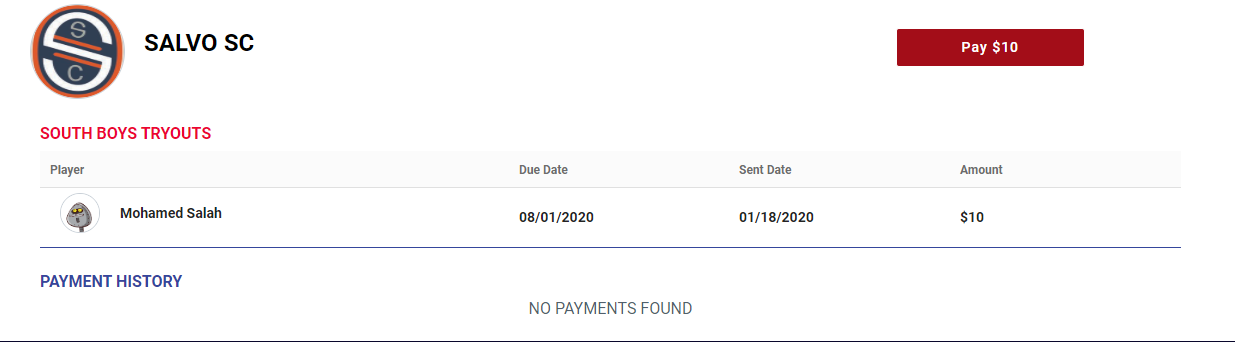 S
C
SALVO SC
Pay $10
SOUTH BOYS TRYOUTS
Player Due Date Sent Date Amount
Mohamed Salah 08/01/2020 01/18/2020 $10
PAYMENT HISTORY
NO PAYMENTS FOUND